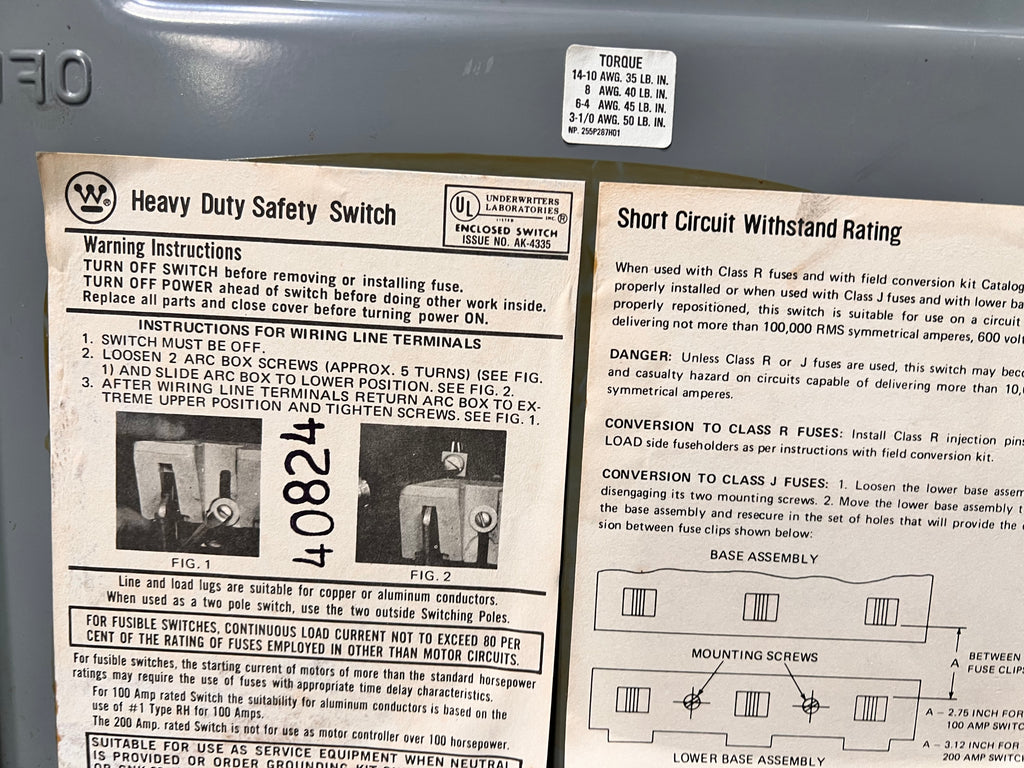 OFF
TORQUE
14-10 AWG. 35 LB. IN.
8 AWG. 40 LB. IN.
6-4 AWG. 45 LB. IN.
3-1/0 AWG. 50 LB. IN.
NP. 255P287H01
W
Heavy Duty Safety Switch
UL
UNDERWRITERS
LABORATORIES
LISTED INC.®
ENCLOSED SWITCH
ISSUE NO. AK-4335
Warning Instructions
TURN OFF SWITCH before removing or installing fuse.
TURN OFF POWER ahead of switch before doing other work inside.
Replace all parts and close cover before turning power ON.
INSTRUCTIONS FOR WIRING LINE TERMINALS
1. SWITCH MUST BE OFF.
2. LOOSEN 2 ARC BOX SCREWS (APPROX. 5 TURNS) (SEE FIG.
1) AND SLIDE ARC BOX TO LOWER POSITION. SEE FIG. 2.
3. AFTER WIRING LINE TERMINALS RETURN ARC BOX TO EX-
TREME UPPER POSITION AND TIGHTEN SCREWS. SEE FIG. 1.
40824
FIG. 1
FIG. 2
Line and load lugs are suitable for copper or aluminum conductors.
When used as a two pole switch, use the two outside Switching Poles.
FOR FUSIBLE SWITCHES, CONTINUOUS LOAD CURRENT NOT TO EXCEED 80 PER
CENT OF THE RATING OF FUSES EMPLOYED IN OTHER THAN MOTOR CIRCUITS.
For fusible switches, the starting current of motors of more than the standard horsepower
ratings may require the use of fuses with appropriate time delay characteristics.
For 100 Amp rated Switch the suitability for aluminum conductors is based on the
use of #1 Type RH for 100 Amps.
The 200 Amp. rated Switch is not for use as motor controller over 100 horsepower.
SUITABLE FOR USE AS SERVICE EQUIPMENT WHEN NEUTRAL
IS PROVIDED OR ORDER GROUNDING KIT
Short Circuit Withstand Rating
When used with Class R fuses and with field conversion kit Catalog
properly installed or when used with Class J fuses and with lower ba
properly repositioned, this switch is suitable for use on a circuit
delivering not more than 100,000 RMS symmetrical amperes, 600 volt
DANGER: Unless Class R or J fuses are used, this switch may beco
and casualty hazard on circuits capable of delivering more than 10,
symmetrical amperes.
CONVERSION TO CLASS R FUSES: Install Class R injection pins
LOAD side fuseholders as per instructions with field conversion kit.
CONVERSION TO CLASS J FUSES: 1. Loosen the lower base assem
disengaging its two mounting screws. 2. Move the lower base assembly t
the base assembly and resecure in the set of holes that will provide the
sion between fuse clips shown below:
BASE ASSEMBLY
MOUNTING SCREWS
A
BETWEEN
FUSE CLIPS
A – 2.75 INCH FOR
100 AMP SWITC
A – 3.12 INCH FOR
200 AMP SWITCH
LOWER BASE ASSEMBLY